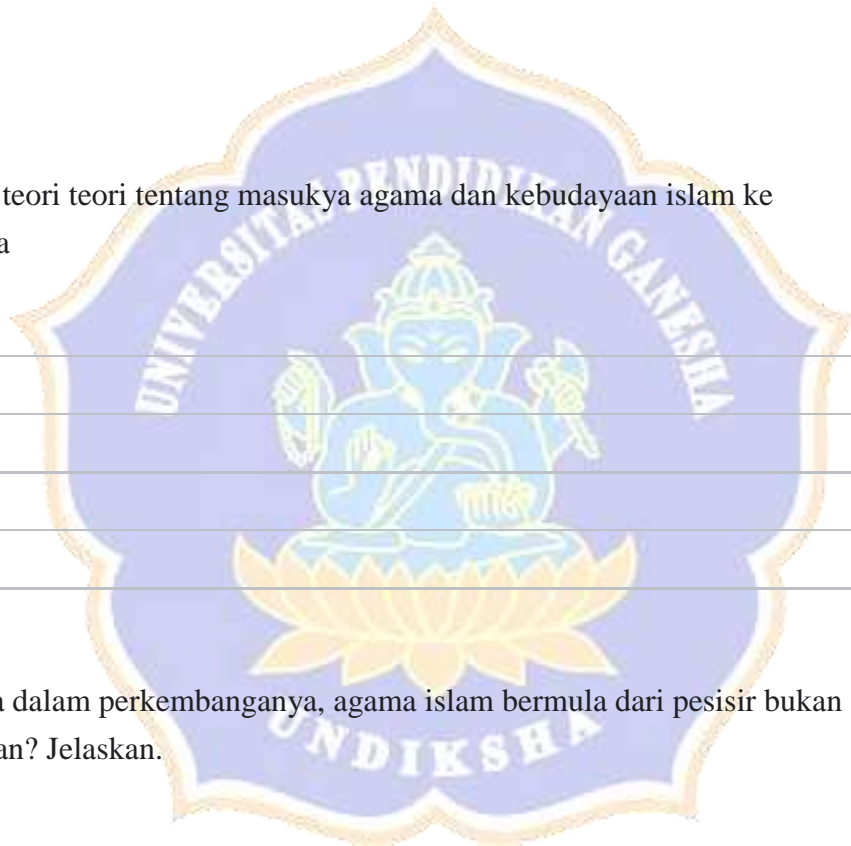 teori teori tentang masukya agama dan kebudayaan islam ke
a
UNIVERSITAS PENDIDIKAN GANESHA
a dalam perkembanganya, agama islam bermula dari pesisir bukan
an? Jelaskan.
UNDIKSHA